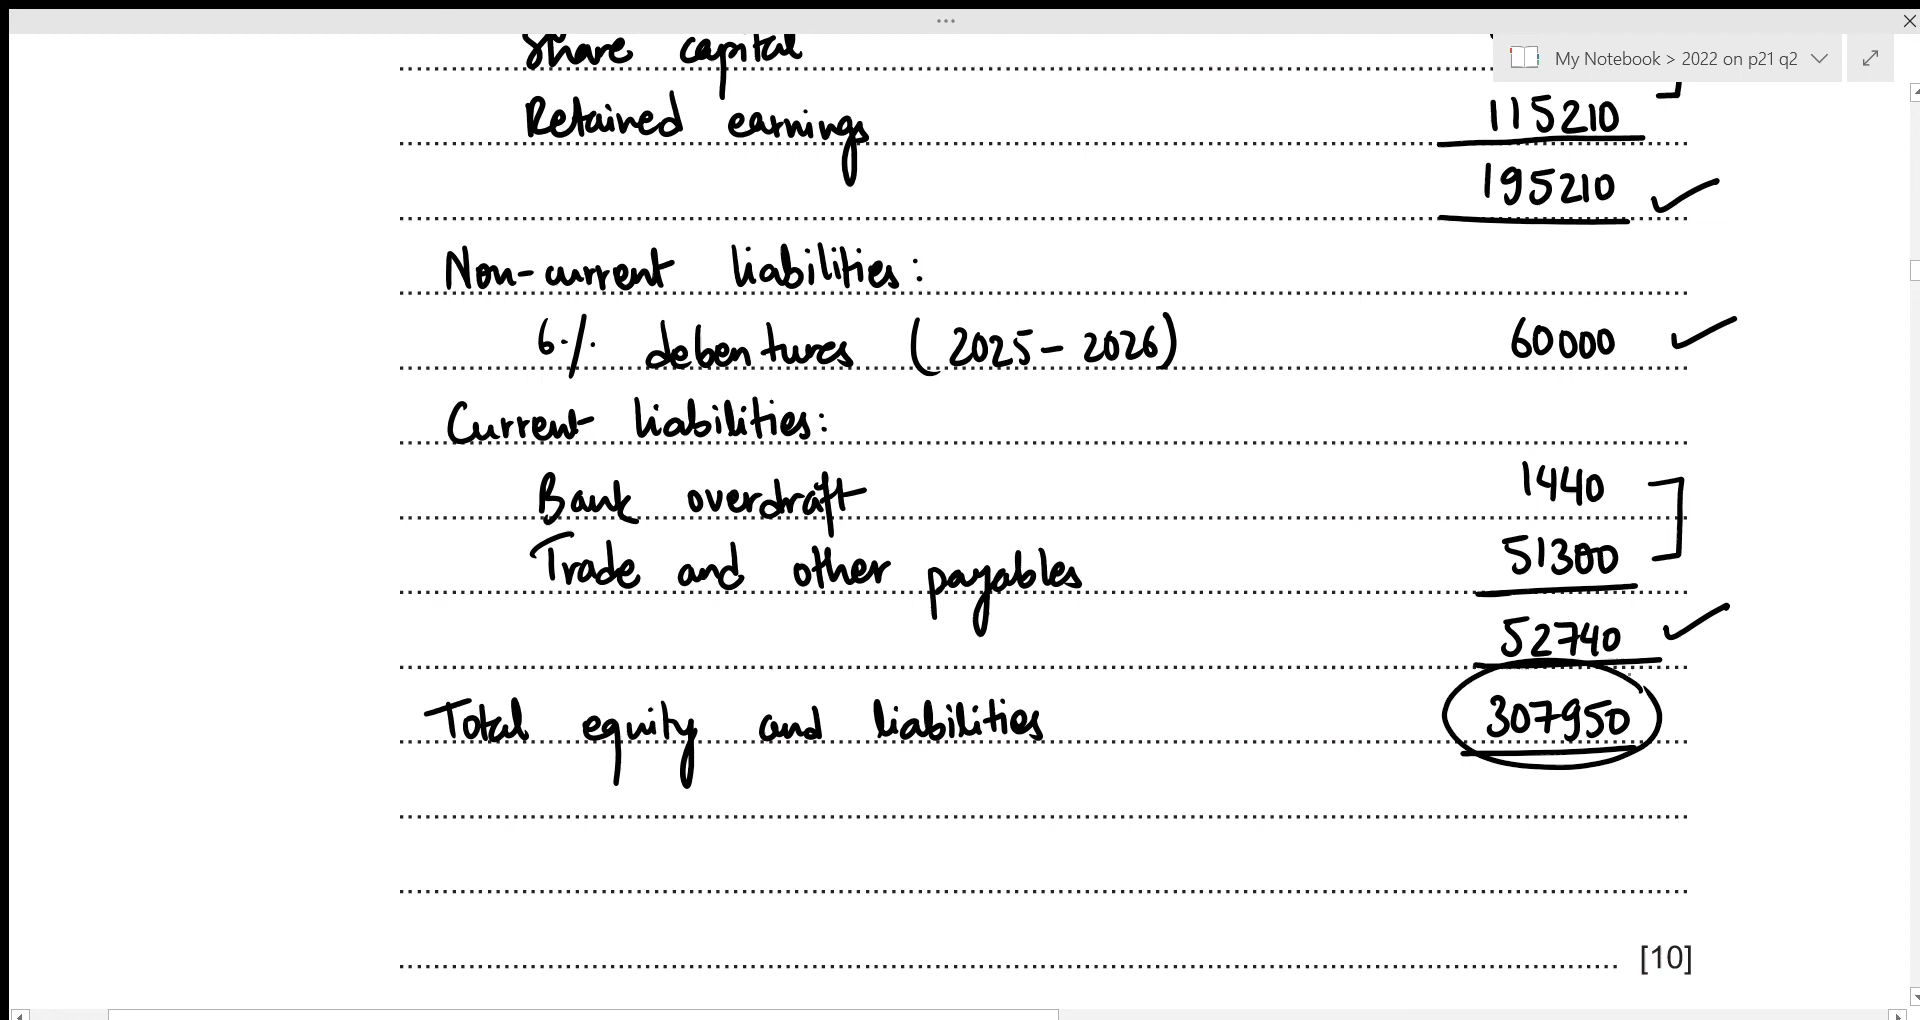 ...
Share capital
My Notebook > 2022 on p21 q2
Retained earnings 115210
195210
Non-current liabilities:
6% debentures (2025-2026) 60000
Current liabilities:
Bank overdraft 1440
Trade and other payables 51300
52740
Total equity and liabilities 307950
[10]